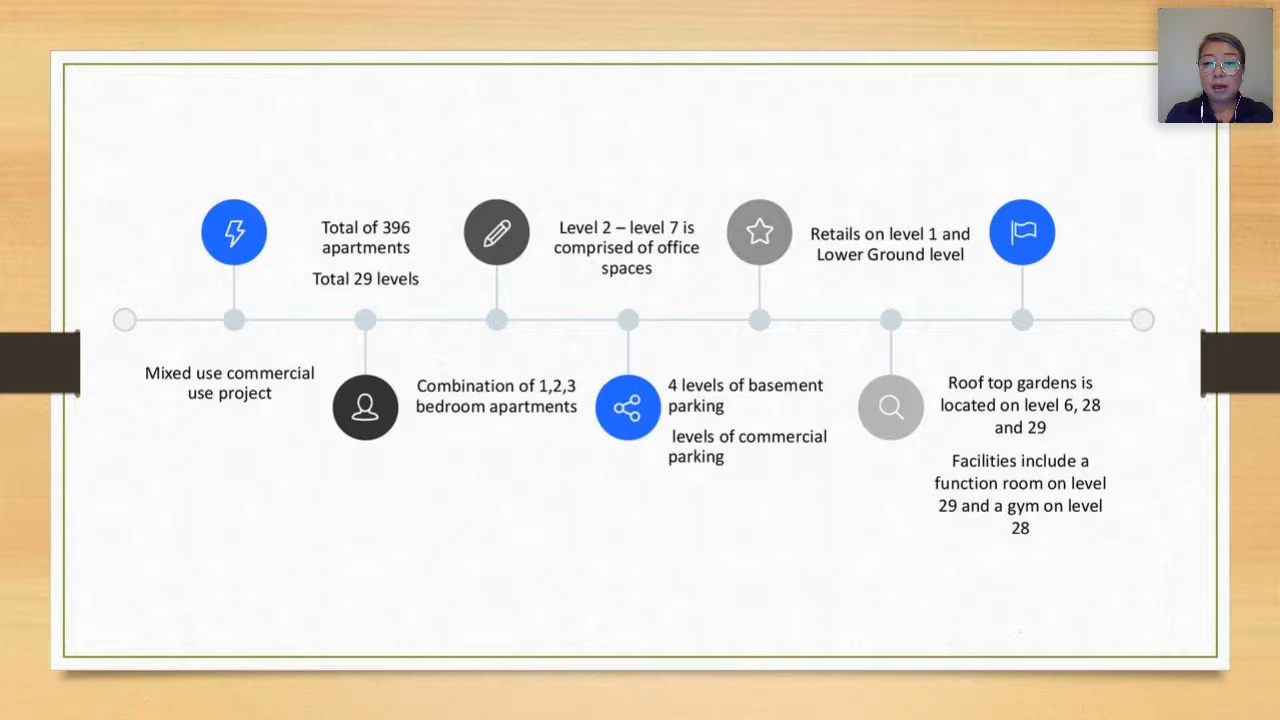 Total of 396
apartments
Total 29 levels
Level 2 – level 7 is
comprised of office
spaces
Retails on level 1 and
Lower Ground level
Mixed use commercial
use project
Combination of 1,2,3
bedroom apartments
4 levels of basement
parking
levels of commercial
parking
Roof top gardens is
located on level 6, 28
and 29
Facilities include a
function room on level
29 and a gym on level
28